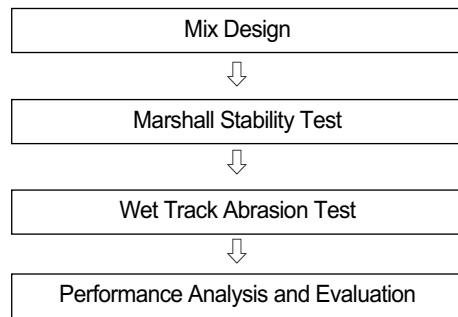 Mix Design
Marshall Stability Test
Wet Track Abrasion Test
Performance Analysis and Evaluation